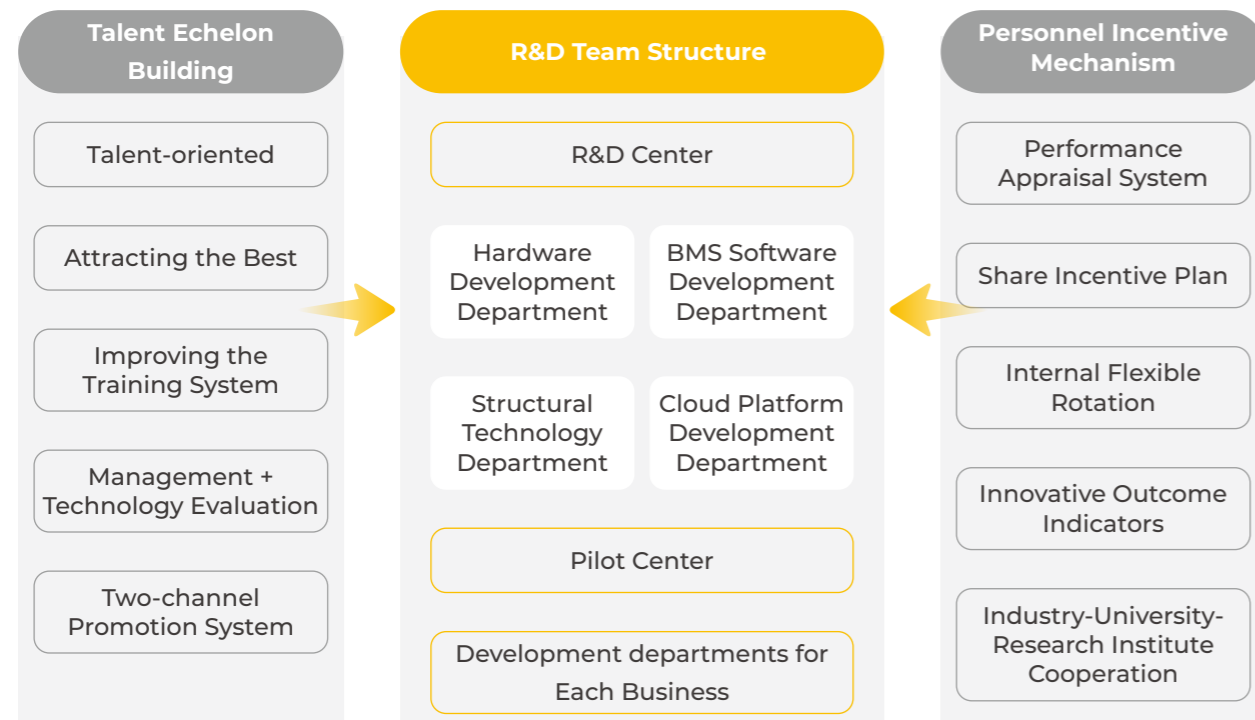 Talent Echelon
Building
Talent-oriented
Attracting the Best
Improving the
Training System
Management +
Technology Evaluation
Two-channel
Promotion System
R&D Team Structure
R&D Center
Hardware
Development
Department
BMS Software
Development
Department
Structural
Technology
Department
Cloud Platform
Development
Department
Pilot Center
Development departments for
Each Business
Personnel Incentive
Mechanism
Performance
Appraisal System
Share Incentive Plan
Internal Flexible
Rotation
Innovative Outcome
Indicators
Industry-University-
Research Institute
Cooperation